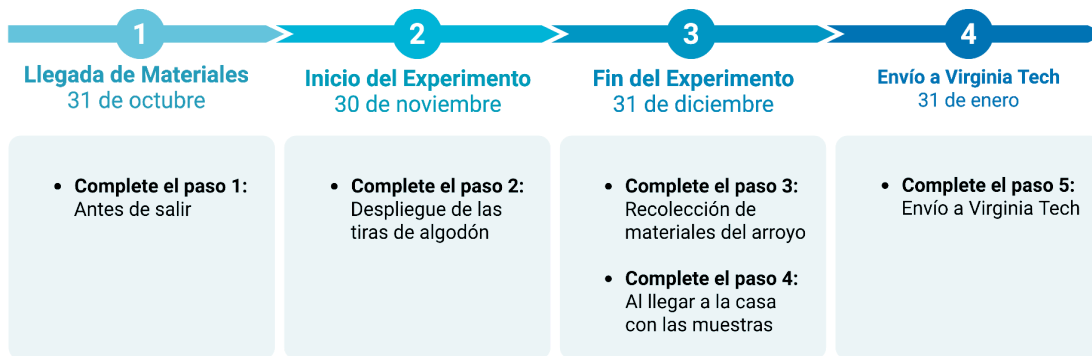 1
Llegada de Materiales
31 de octubre
• Complete el paso 1:
Antes de salir
2
Inicio del Experimento
30 de noviembre
• Complete el paso 2:
Despliegue de las
tiras de algodón
3
Fin del Experimento
31 de diciembre
• Complete el paso 3:
Recolección de
materiales del arroyo
• Complete el paso 4:
Al llegar a la casa
con las muestras
4
Envío a Virginia Tech
31 de enero
• Complete el paso 5:
Envío a Virginia Tech